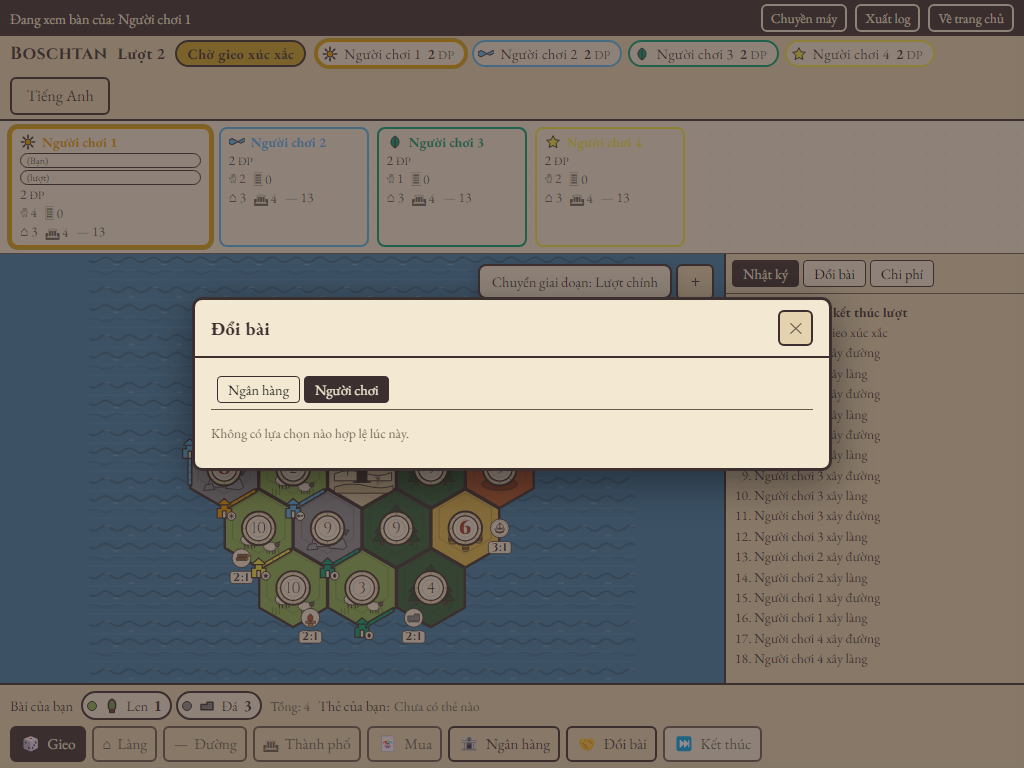 Đang xem bàn của: Người chơi 1
Chuyền máy
Xuất log
Về trang chủ
BOSCHTAN Lượt 2 Chờ gieo xúc xắc Người chơi 1 2 ĐP Người chơi 2 2 ĐP Người chơi 3 2 ĐP Người chơi 4 2 ĐP
Tiếng Anh
Người chơi 1
(Bạn)
(lượt)
2 ĐP
4 0
3 4 — 13
Người chơi 2
2 ĐP
2 0
3 4 — 13
Người chơi 3
2 ĐP
1 0
3 4 — 13
Người chơi 4
2 ĐP
2 0
3 4 — 13
Chuyển giai đoạn: Lượt chính
+
Nhật ký Đổi bài Chi phí
Đổi bài
Ngân hàng Người chơi
Không có lựa chọn nào hợp lệ lúc này.
kết thúc lượt
xúc xắc
đường
làng
đường
làng
đường
làng
9. Người chơi 3 xây đường
10. Người chơi 3 xây làng
11. Người chơi 3 xây đường
12. Người chơi 3 xây làng
13. Người chơi 2 xây đường
14. Người chơi 2 xây làng
15. Người chơi 1 xây đường
16. Người chơi 1 xây làng
17. Người chơi 4 xây đường
18. Người chơi 4 xây làng
10 9 9 6
3:1
2:1
10 3 4
2:1 2:1
Bài của bạn Len 1 Đá 3 Tổng: 4 Thẻ của bạn: Chưa có thẻ nào
Gieo Làng — Đường Thành phố Mua Ngân hàng Đổi bài Kết thúc